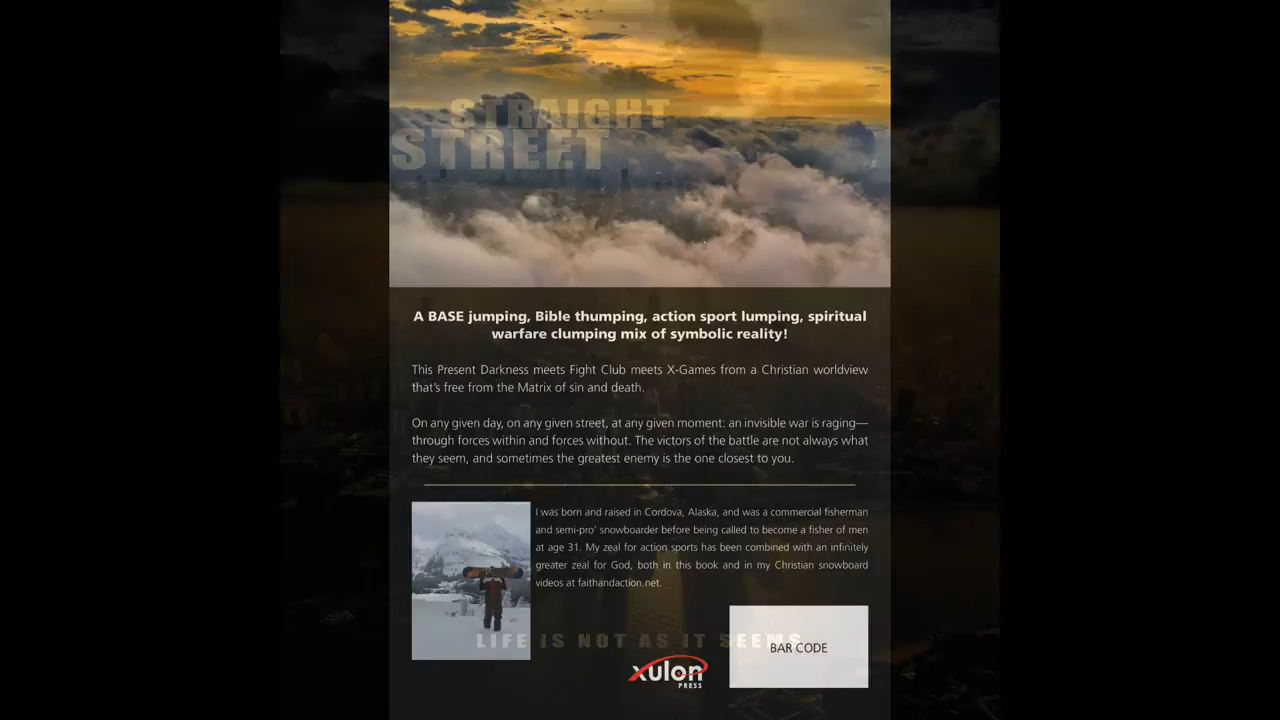 STRAIGHT
STREET
A BASE jumping, Bible thumping, action sport lumping, spiritual
warfare clumping mix of symbolic reality!
This Present Darkness meets Fight Club meets X-Games from a Christian worldview
that's free from the Matrix of sin and death.
On any given day, on any given street, at any given moment: an invisible war is raging—
through forces within and forces without. The victors of the battle are not always what
they seem, and sometimes the greatest enemy is the one closest to you.
I was born and raised in Cordova, Alaska, and was a commercial fisherman
and semi-pro' snowboarder before being called to become a fisher of men
at age 31. My zeal for action sports has been combined with an infinitely
greater zeal for God, both in this book and in my Christian snowboard
videos at faithandaction.net.
LIFE IS NOT AS IT SEEMS
BAR CODE
xulon
PRESS